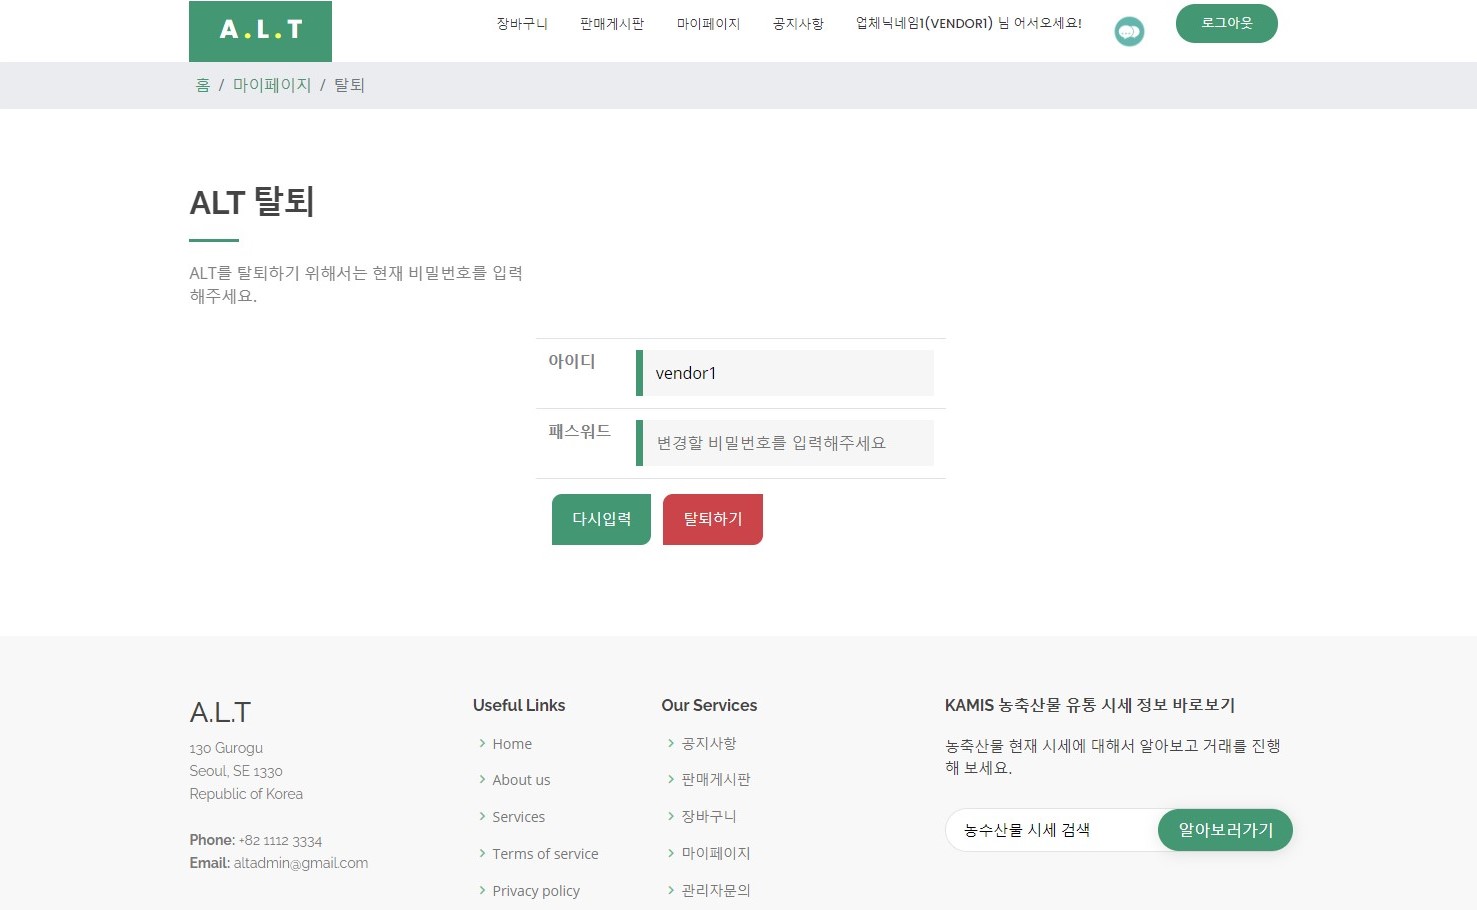 A.L.T
장바구니
판매게시판
마이페이지
공지사항
업체닉네임1(VENDOR1) 님 어서오세요!
로그아웃
홈 / 마이페이지 / 탈퇴
ALT 탈퇴
ALT를 탈퇴하기 위해서는 현재 비밀번호를 입력
해주세요.
아이디
vendor1
패스워드
변경할 비밀번호를 입력해주세요
다시입력
탈퇴하기
A.L.T
130 Gurogu
Seoul, SE 1330
Republic of Korea
Phone: +82 1112 3334
Email: altadmin@gmail.com
Useful Links
Home
About us
Services
Terms of service
Privacy policy
Our Services
공지사항
판매게시판
장바구니
마이페이지
관리자문의
KAMIS 농축산물 유통 시세 정보 바로보기
농축산물 현재 시세에 대해서 알아보고 거래를 진행
해 보세요.
농수산물 시세 검색
알아보러가기